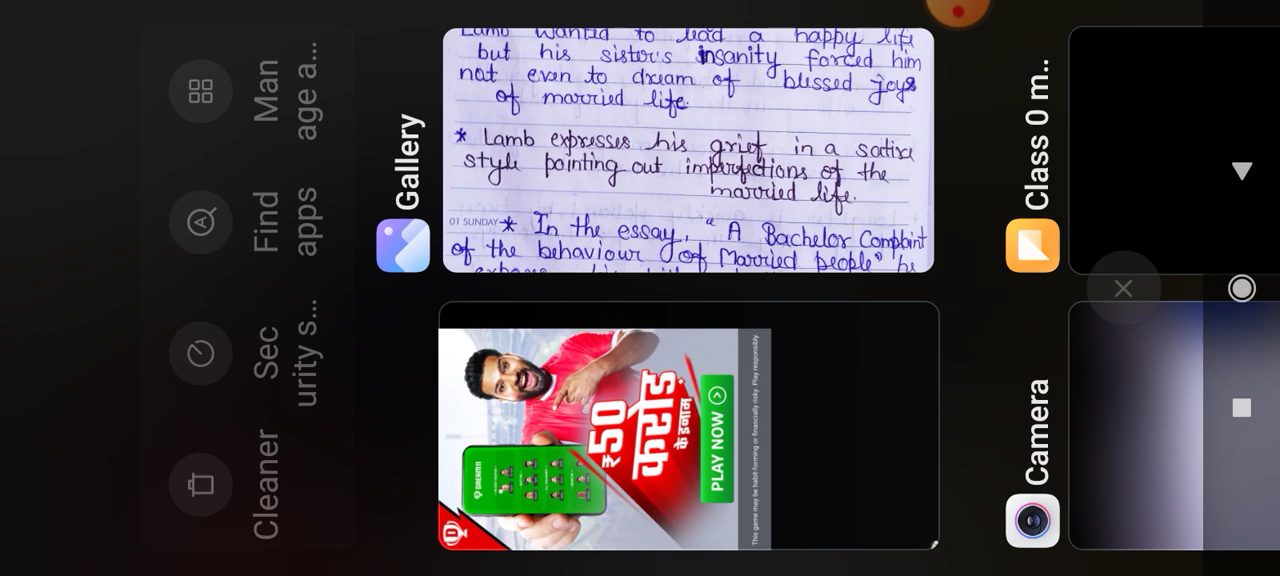 Man
age a...
Find
apps
Sec
urity s...
Cleaner
Gallery
Lamb wanted to lead a happy life
but his sister's insanity forced him
not even to dream of blessed joys
of married life.
* Lamb expresses his grief in a satire
style pointing out imperfections of the
married life.
01 SUNDAY
* In the essay, "A Bachelor Complaint
of the behaviour of Married people" he
DREAM11
₹50
करोड़
के इनाम
PLAY NOW
This game may be habit-forming or financially risky. Play responsibly.
Class 0 m..
Camera